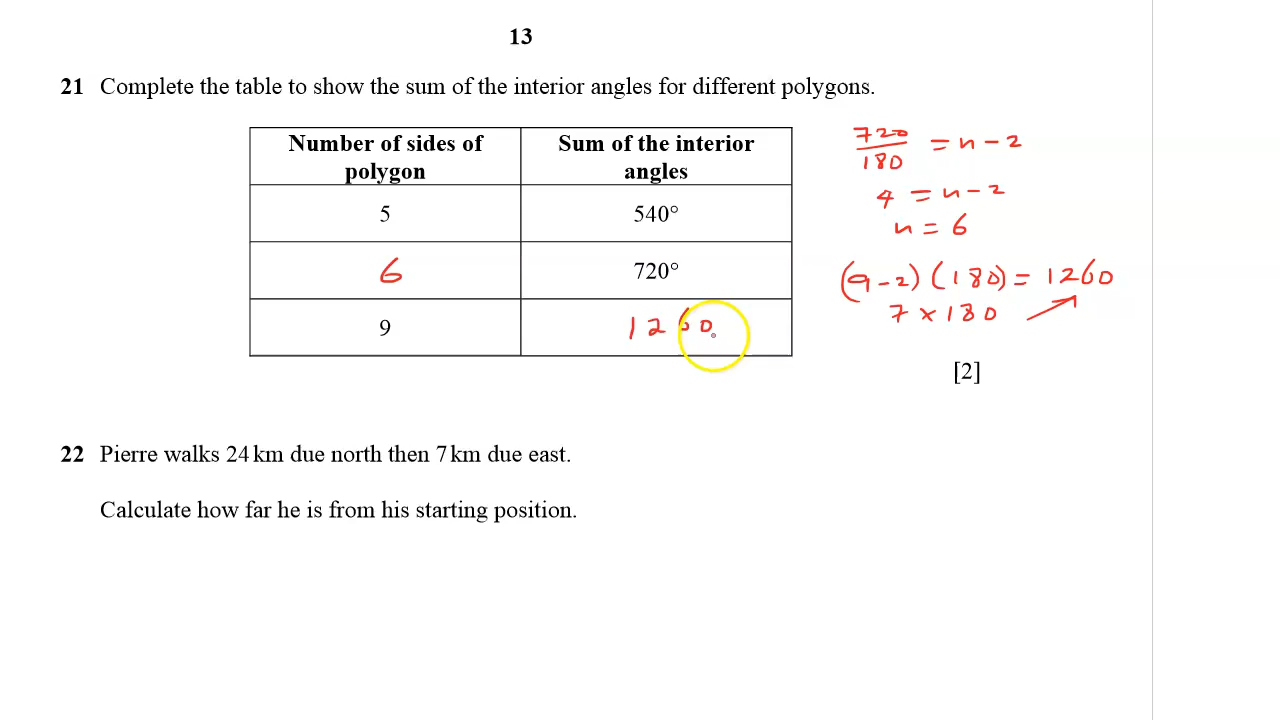 13
21 Complete the table to show the sum of the interior angles for different polygons.
Number of sides of polygon
Sum of the interior angles
5
540°
6
720°
9
1260
720/180 = n - 2
4 = n - 2
n = 6
(9 - 2) (180) = 1260
7 × 180
[2]
22 Pierre walks 24 km due north then 7 km due east.
Calculate how far he is from his starting position.